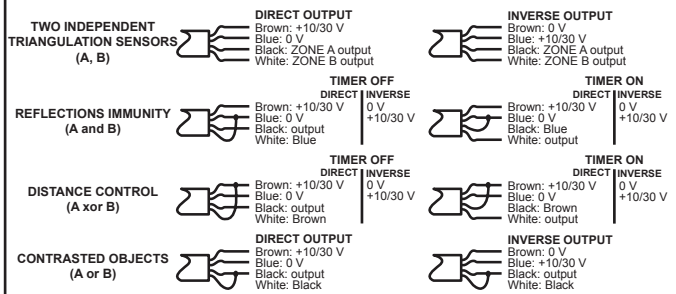 TWO INDEPENDENT
TRIANGULATION SENSORS
(A, B)
DIRECT OUTPUT
Brown: +10/30 V
Blue: 0 V
Black: ZONE A output
White: ZONE B output
INVERSE OUTPUT
Brown: 0 V
Blue: +10/30 V
Black: ZONE A output
White: ZONE B output
REFLECTIONS IMMUNITY
(A and B)
TIMER OFF
DIRECT INVERSE
Brown: +10/30 V 0 V
Blue: 0 V +10/30 V
Black: output
White: Blue
TIMER ON
DIRECT INVERSE
Brown: +10/30 V 0 V
Blue: 0 V +10/30 V
Black: Blue
White: output
DISTANCE CONTROL
(A xor B)
TIMER OFF
DIRECT INVERSE
Brown: +10/30 V 0 V
Blue: 0 V +10/30 V
Black: output
White: Brown
TIMER ON
DIRECT INVERSE
Brown: +10/30 V 0 V
Blue: 0 V +10/30 V
Black: Brown
White: output
CONTRASTED OBJECTS
(A or B)
DIRECT OUTPUT
Brown: +10/30 V
Blue: 0 V
Black: output
White: Black
INVERSE OUTPUT
Brown: 0 V
Blue: +10/30 V
Black: output
White: Black